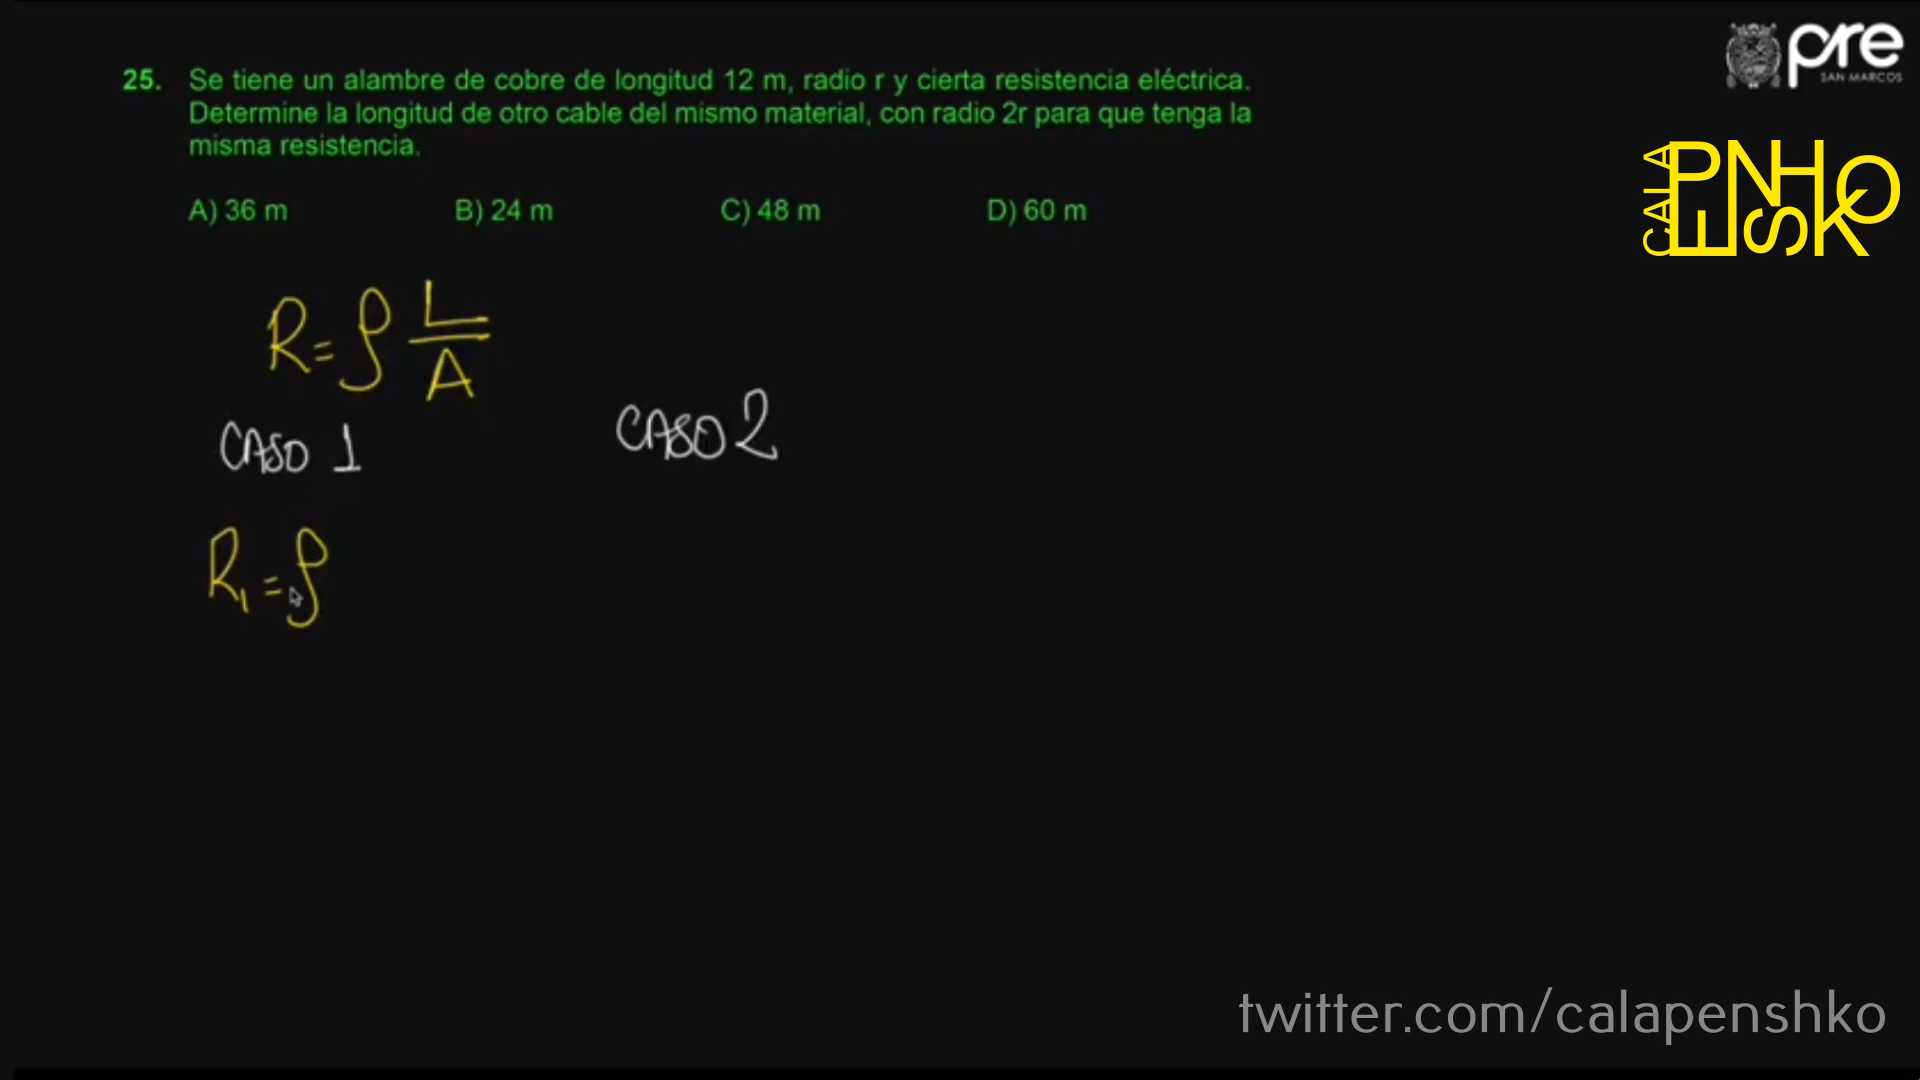 pre
SAN MARCOS
25. Se tiene un alambre de cobre de longitud 12 m, radio r y cierta resistencia eléctrica.
Determine la longitud de otro cable del mismo material, con radio 2r para que tenga la
misma resistencia.
CALA
PENSHKO
A) 36 m B) 24 m C) 48 m D) 60 m
R = ρ L/A
CASO 1 CASO 2
R₁ = ρ
twitter.com/calapenshko